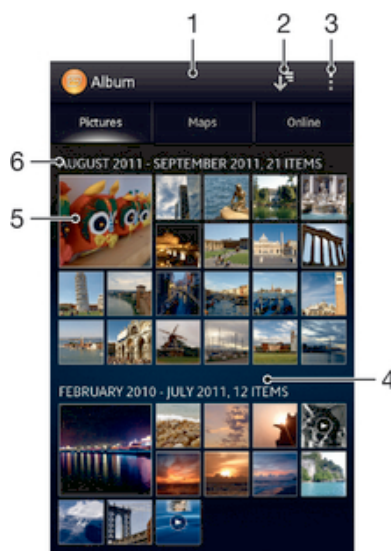 1 2 3
Album
Pictures Maps Online
6 AUGUST 2011 - SEPTEMBER 2011, 21 ITEMS
5
4
FEBRUARY 2010 - JULY 2011, 12 ITEMS